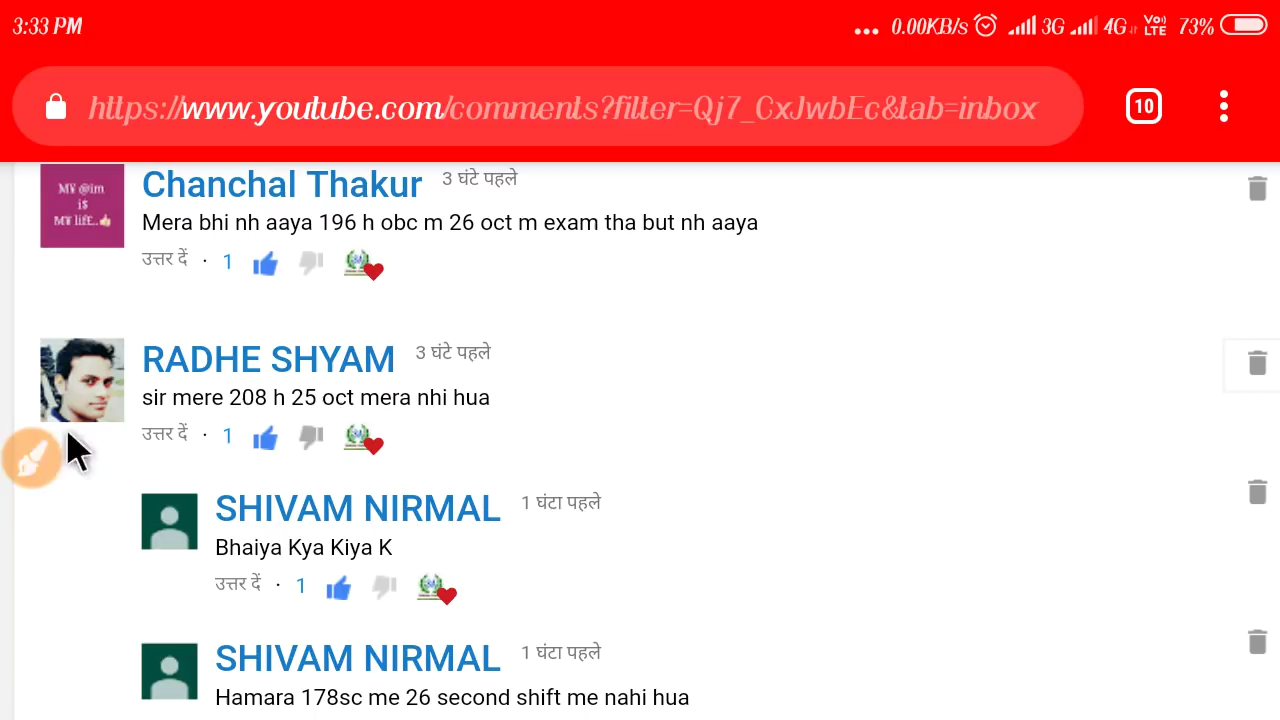 3:33 PM
... 0.00KB/s 3G 4G VoLTE 73%
https://www.youtube.com/comments?filter=Qj7_CxJwbEc&tab=inbox
10
MY @im
is
MY life..👍
Chanchal Thakur 3 घंटे पहले
Mera bhi nh aaya 196 h obc m 26 oct m exam tha but nh aaya
उत्तर दें · 1
RADHE SHYAM 3 घंटे पहले
sir mere 208 h 25 oct mera nhi hua
उत्तर दें · 1
SHIVAM NIRMAL 1 घंटा पहले
Bhaiya Kya Kiya K
उत्तर दें · 1
SHIVAM NIRMAL 1 घंटा पहले
Hamara 178sc me 26 second shift me nahi hua